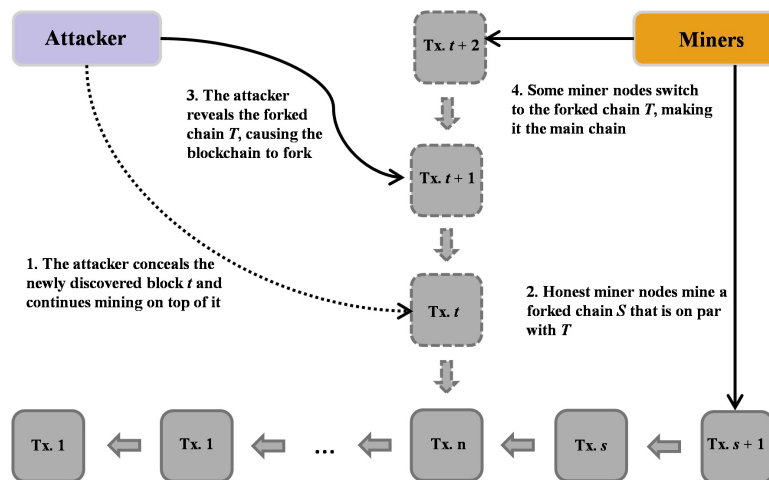 Attacker
Tx. t + 2
Miners
3. The attacker
reveals the forked
chain T, causing the
blockchain to fork
4. Some miner nodes switch
to the forked chain T, making
it the main chain
Tx. t + 1
1. The attacker conceals the
newly discovered block t and
continues mining on top of it
Tx. t
2. Honest miner nodes mine a
forked chain S that is on par
with T
Tx. 1
Tx. 1
...
Tx. n
Tx. s
Tx. s + 1